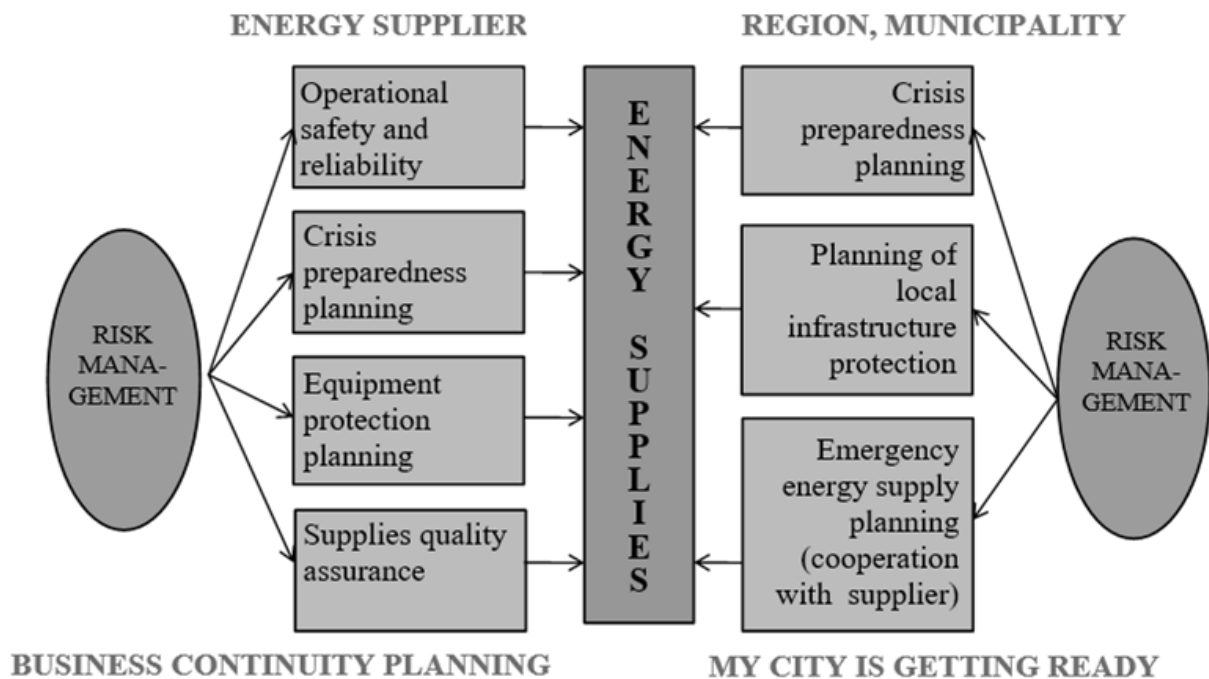 ENERGY SUPPLIER
REGION, MUNICIPALITY
RISK
MANA-
GEMENT
Operational
safety and
reliability
Crisis
preparedness
planning
Equipment
protection
planning
Supplies quality
assurance
ENERGY SUPPLIES
Crisis
preparedness
planning
Planning of
local
infrastructure
protection
Emergency
energy supply
planning
(cooperation
with supplier)
RISK
MANA-
GEMENT
BUSINESS CONTINUITY PLANNING
MY CITY IS GETTING READY